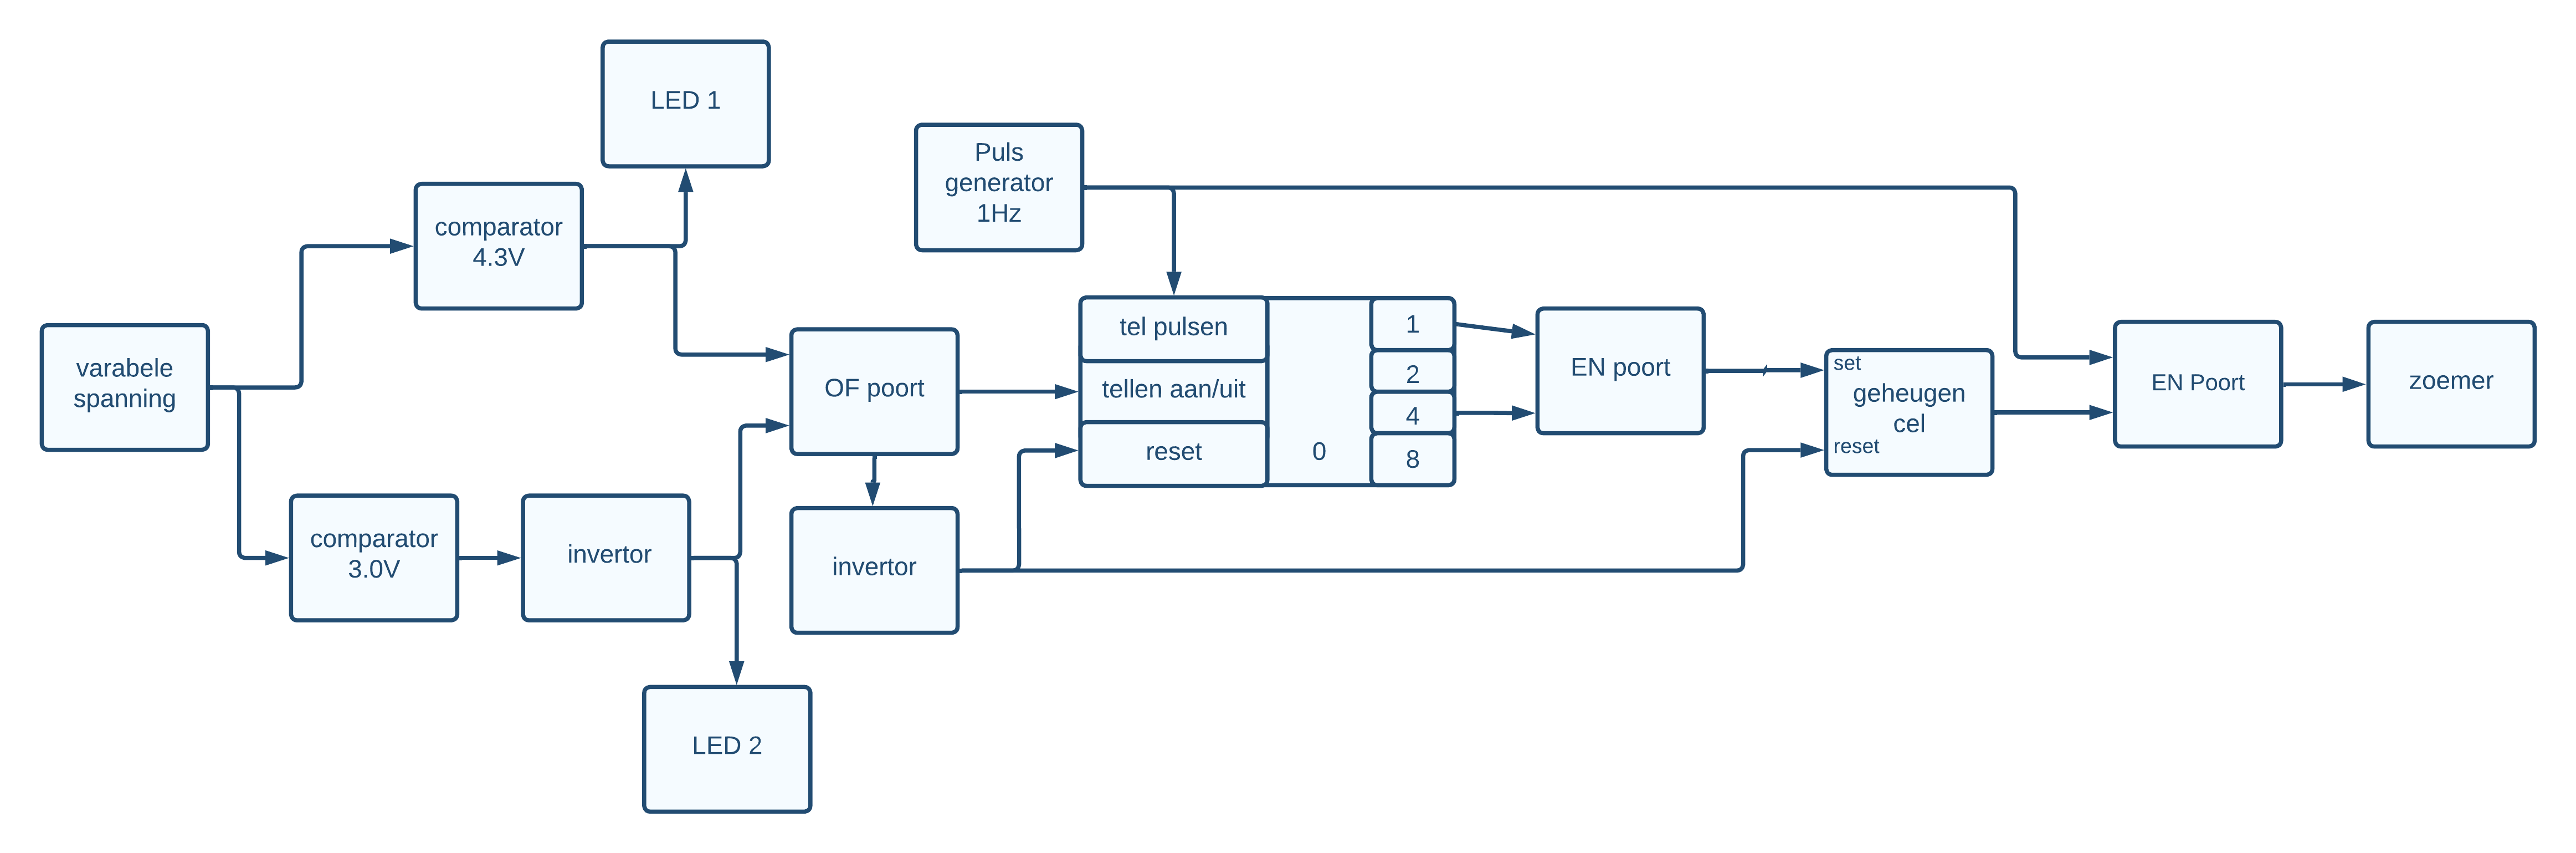 LED 1
Puls
generator
1Hz
comparator
4.3V
varabele
spanning
OF poort
tel pulsen
tellen aan/uit
reset
0
1
2
4
8
EN poort
set
geheugen
cel
reset
EN Poort
zoemer
comparator
3.0V
invertor
invertor
LED 2